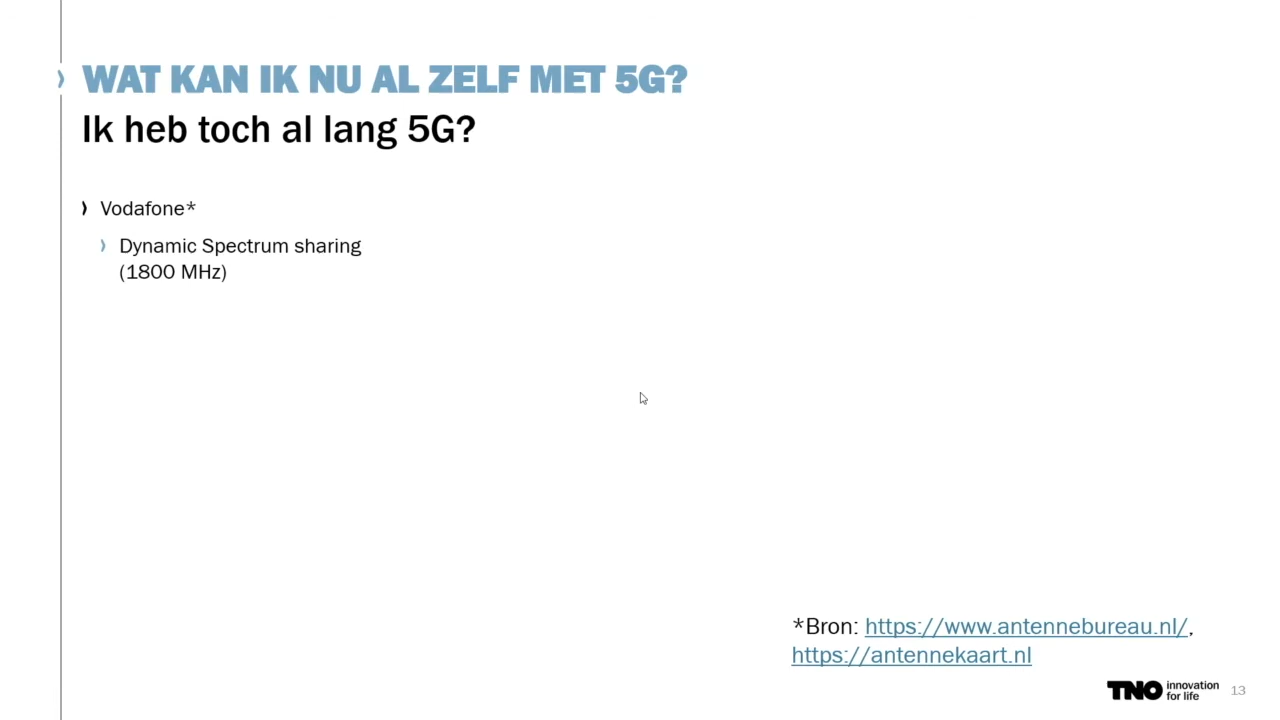 WAT KAN IK NU AL ZELF MET 5G?
Ik heb toch al lang 5G?
Vodafone*
Dynamic Spectrum sharing
(1800 MHz)
*Bron: https://www.antennebureau.nl/,
https://antennekaart.nl
TNO innovation
for life
13